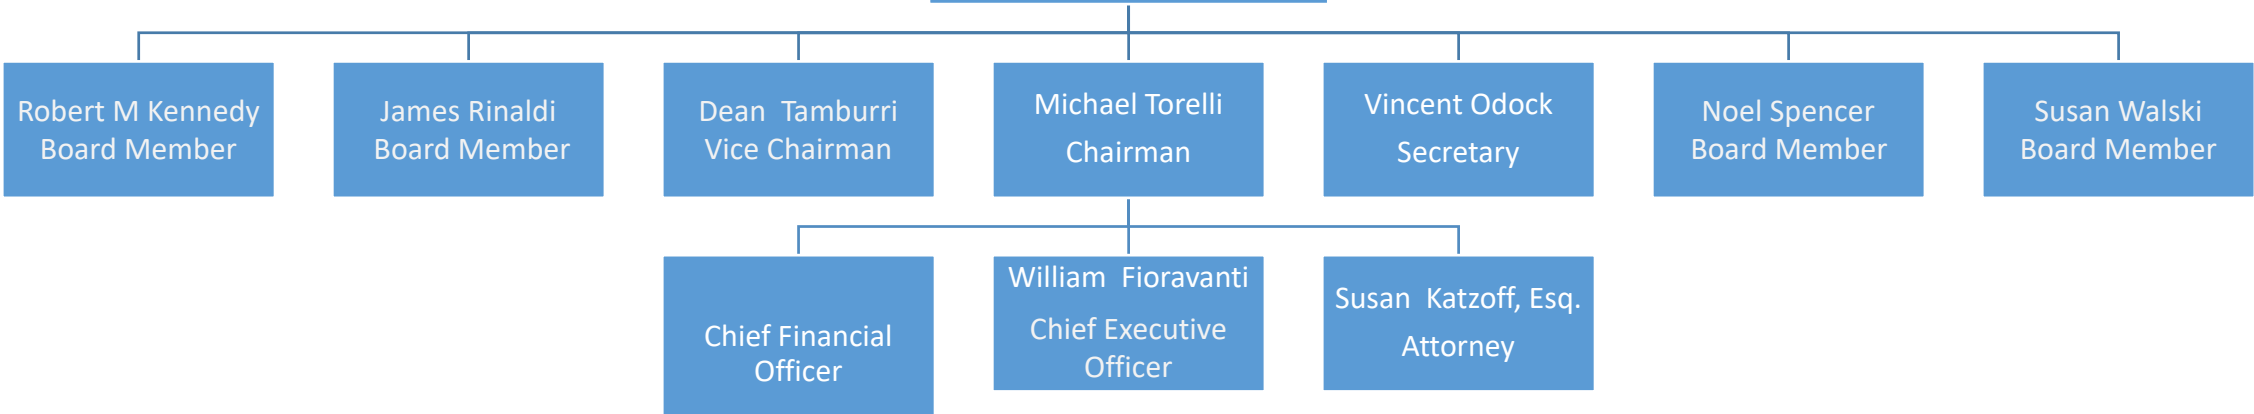 Robert M Kennedy
Board Member
James Rinaldi
Board Member
Dean  Tamburri
Vice Chairman
Michael Torelli
Chairman
Vincent Odock
Secretary
Noel Spencer
Board Member
Susan Walski
Board Member
Chief Financial
Officer
William  Fioravanti
Chief Executive
Officer
Susan  Katzoff, Esq.
Attorney